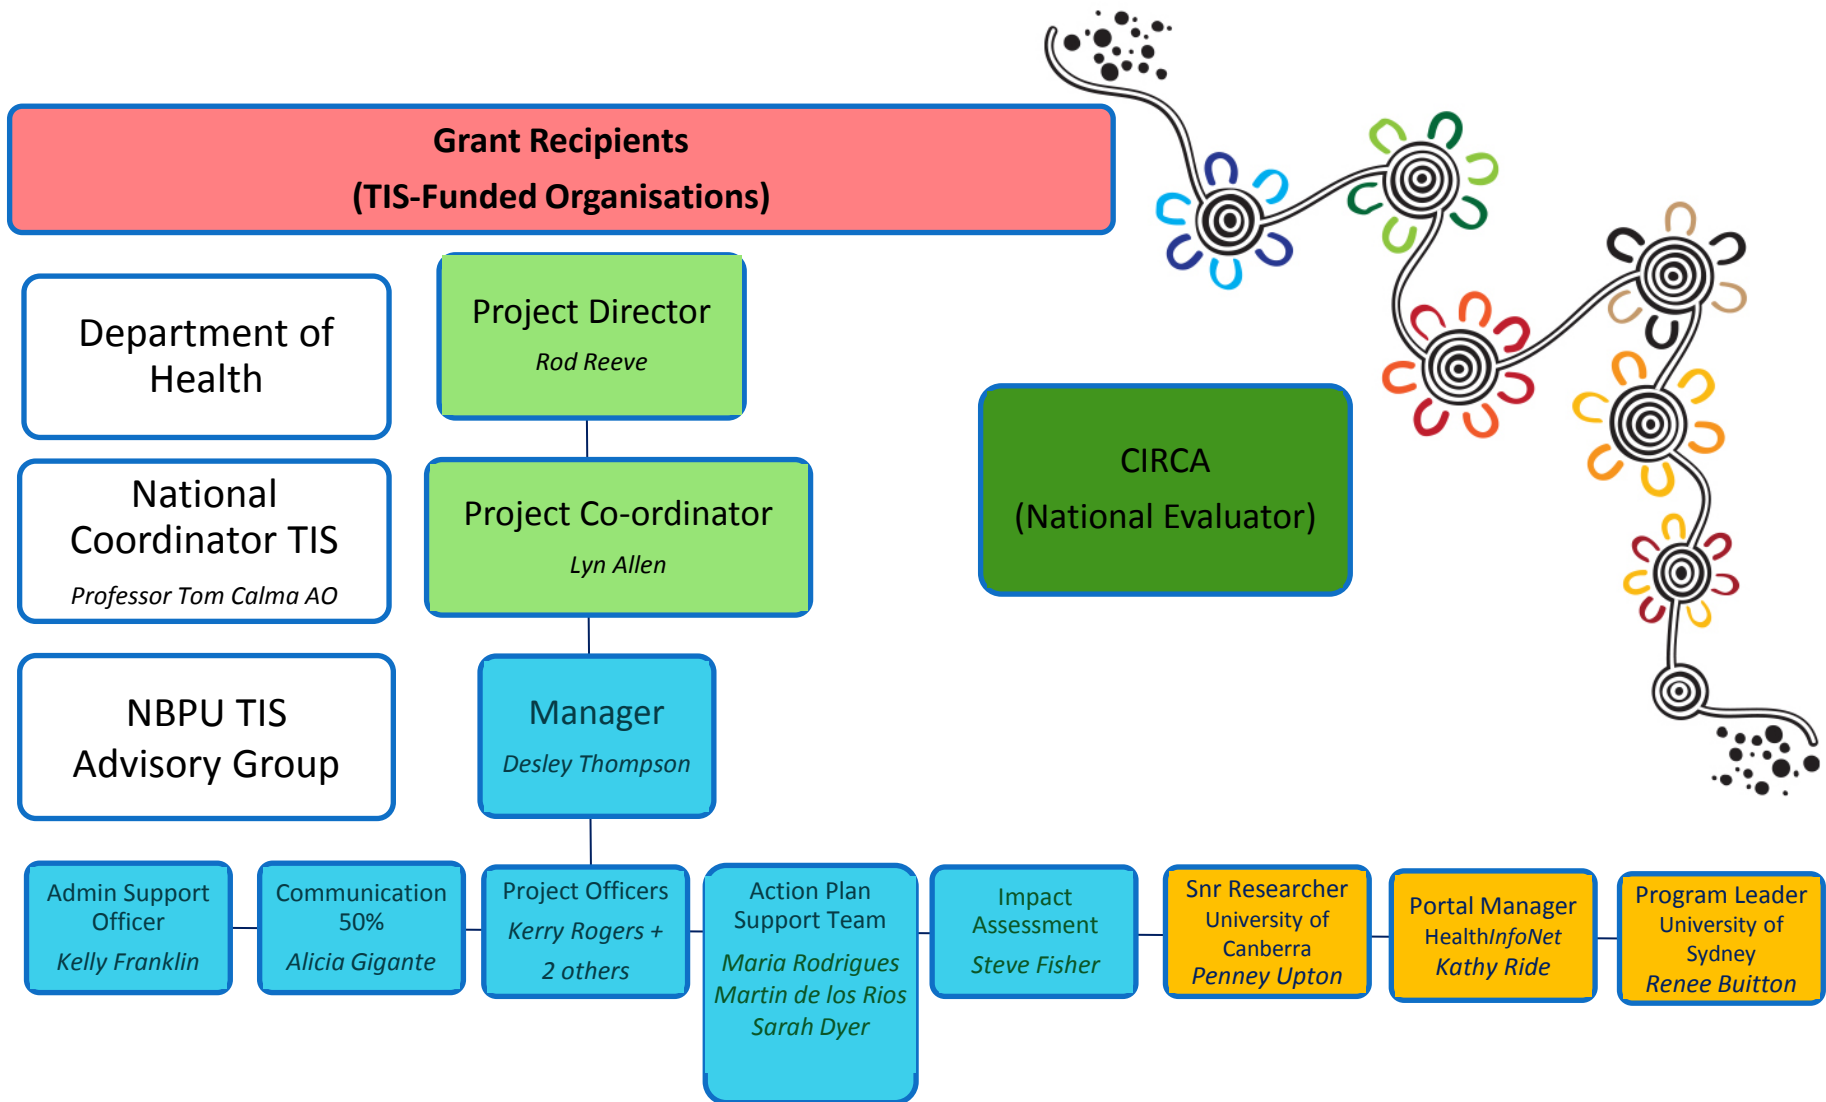 Grant Recipients
(TIS-Funded Organisations)
Department of
Health
Project Director
Rod Reeve
National
Coordinator TIS
Professor Tom Calma AO
Project Co-ordinator
Lyn Allen
CIRCA
(National Evaluator)
NBPU TIS
Advisory Group
Manager
Desley Thompson
Admin Support
Officer
Kelly Franklin
Communication
50%
Alicia Gigante
Project Officers
Kerry Rogers +
2 others
Action Plan
Support Team
Maria Rodrigues
Martin de los Rios
Sarah Dyer
Impact
Assessment
Steve Fisher
Snr Researcher
University of
Canberra
Penney Upton
Portal Manager
HealthInfoNet
Kathy Ride
Program Leader
University of
Sydney
Renee Buitton